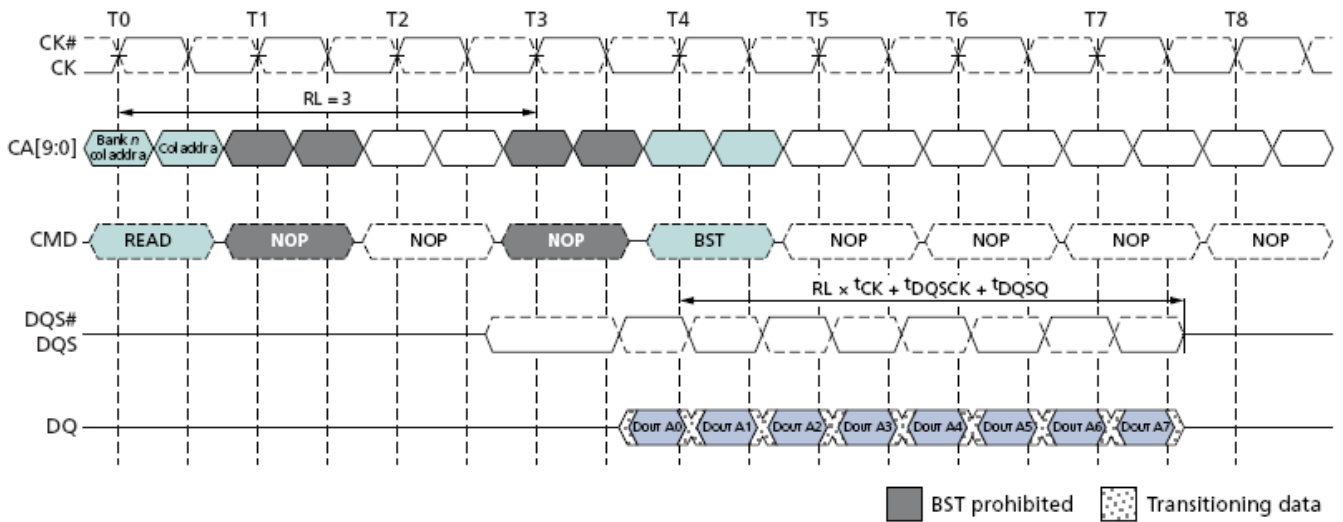 T0 T1 T2 T3 T4 T5 T6 T7 T8
CK#
CK
RL = 3
CA[9:0]
Bank n
col addr a
Col addr a
CMD
READ NOP NOP NOP BST NOP NOP NOP NOP
RL × tCK + tDQSCK + tDQSQ
DQS#
DQS
DQ
DOUT A0 DOUT A1 DOUT A2 DOUT A3 DOUT A4 DOUT A5 DOUT A6 DOUT A7
BST prohibited
Transitioning data